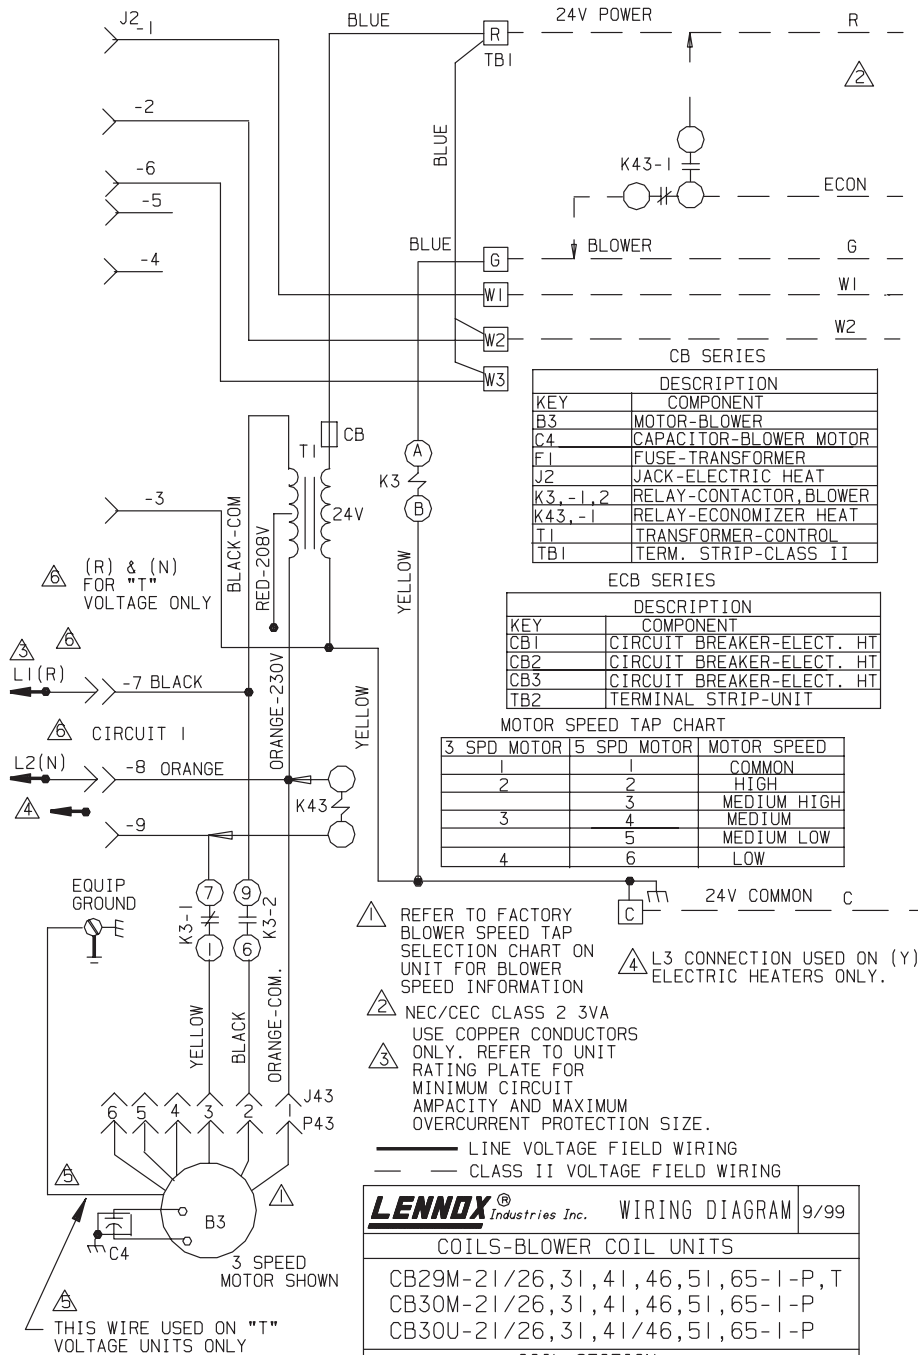 J2
-1
BLUE
R
TB1
24V POWER
R
2
-2
BLUE
K43-1
-6
-5
ECON
BLUE
G
BLOWER
G
-4
W1
W1
W2
W2
W3
CB SERIES
DESCRIPTION
KEY COMPONENT
B3 MOTOR-BLOWER
C4 CAPACITOR-BLOWER MOTOR
F1 FUSE-TRANSFORMER
J2 JACK-ELECTRIC HEAT
K3,-1,2 RELAY-CONTACTOR,BLOWER
K43,-1 RELAY-ECONOMIZER HEAT
T1 TRANSFORMER-CONTROL
TB1 TERM. STRIP-CLASS II
CB
T1
A
K3
B
-3
24V
BLACK-COM
RED-208V
YELLOW
6
(R) & (N)
FOR "T"
VOLTAGE ONLY
ECB SERIES
DESCRIPTION
KEY COMPONENT
CB1 CIRCUIT BREAKER-ELECT. HT
CB2 CIRCUIT BREAKER-ELECT. HT
CB3 CIRCUIT BREAKER-ELECT. HT
TB2 TERMINAL STRIP-UNIT
3
6
L1(R)
-7 BLACK
ORANGE-230V
YELLOW
6
CIRCUIT 1
L2(N)
-8 ORANGE
4
K43
-9
MOTOR SPEED TAP CHART
3 SPD MOTOR 5 SPD MOTOR MOTOR SPEED
1 1 COMMON
2 2 HIGH
3 MEDIUM HIGH
3 4 MEDIUM
5 MEDIUM LOW
4 6 LOW
EQUIP
GROUND
7
9
K3-1
K3-2
1
6
C
24V COMMON C
1
REFER TO FACTORY
BLOWER SPEED TAP
SELECTION CHART ON
UNIT FOR BLOWER
SPEED INFORMATION
4
L3 CONNECTION USED ON (Y)
ELECTRIC HEATERS ONLY.
2
NEC/CEC CLASS 2 3VA
3
USE COPPER CONDUCTORS
ONLY. REFER TO UNIT
RATING PLATE FOR
MINIMUM CIRCUIT
AMPACITY AND MAXIMUM
OVERCURRENT PROTECTION SIZE.
YELLOW
BLACK
ORANGE-COM.
J43
6 5 4 3 2 1
P43
LINE VOLTAGE FIELD WIRING
CLASS II VOLTAGE FIELD WIRING
5
1
B3
C4
3 SPEED
MOTOR SHOWN
5
THIS WIRE USED ON "T"
VOLTAGE UNITS ONLY
LENNOX ® Industries Inc. WIRING DIAGRAM 9/99
COILS-BLOWER COIL UNITS
CB29M-21/26,31,41,46,51,65-1-P,T
CB30M-21/26,31,41,46,51,65-1-P
CB30U-21/26,31,41/46,51,65-1-P